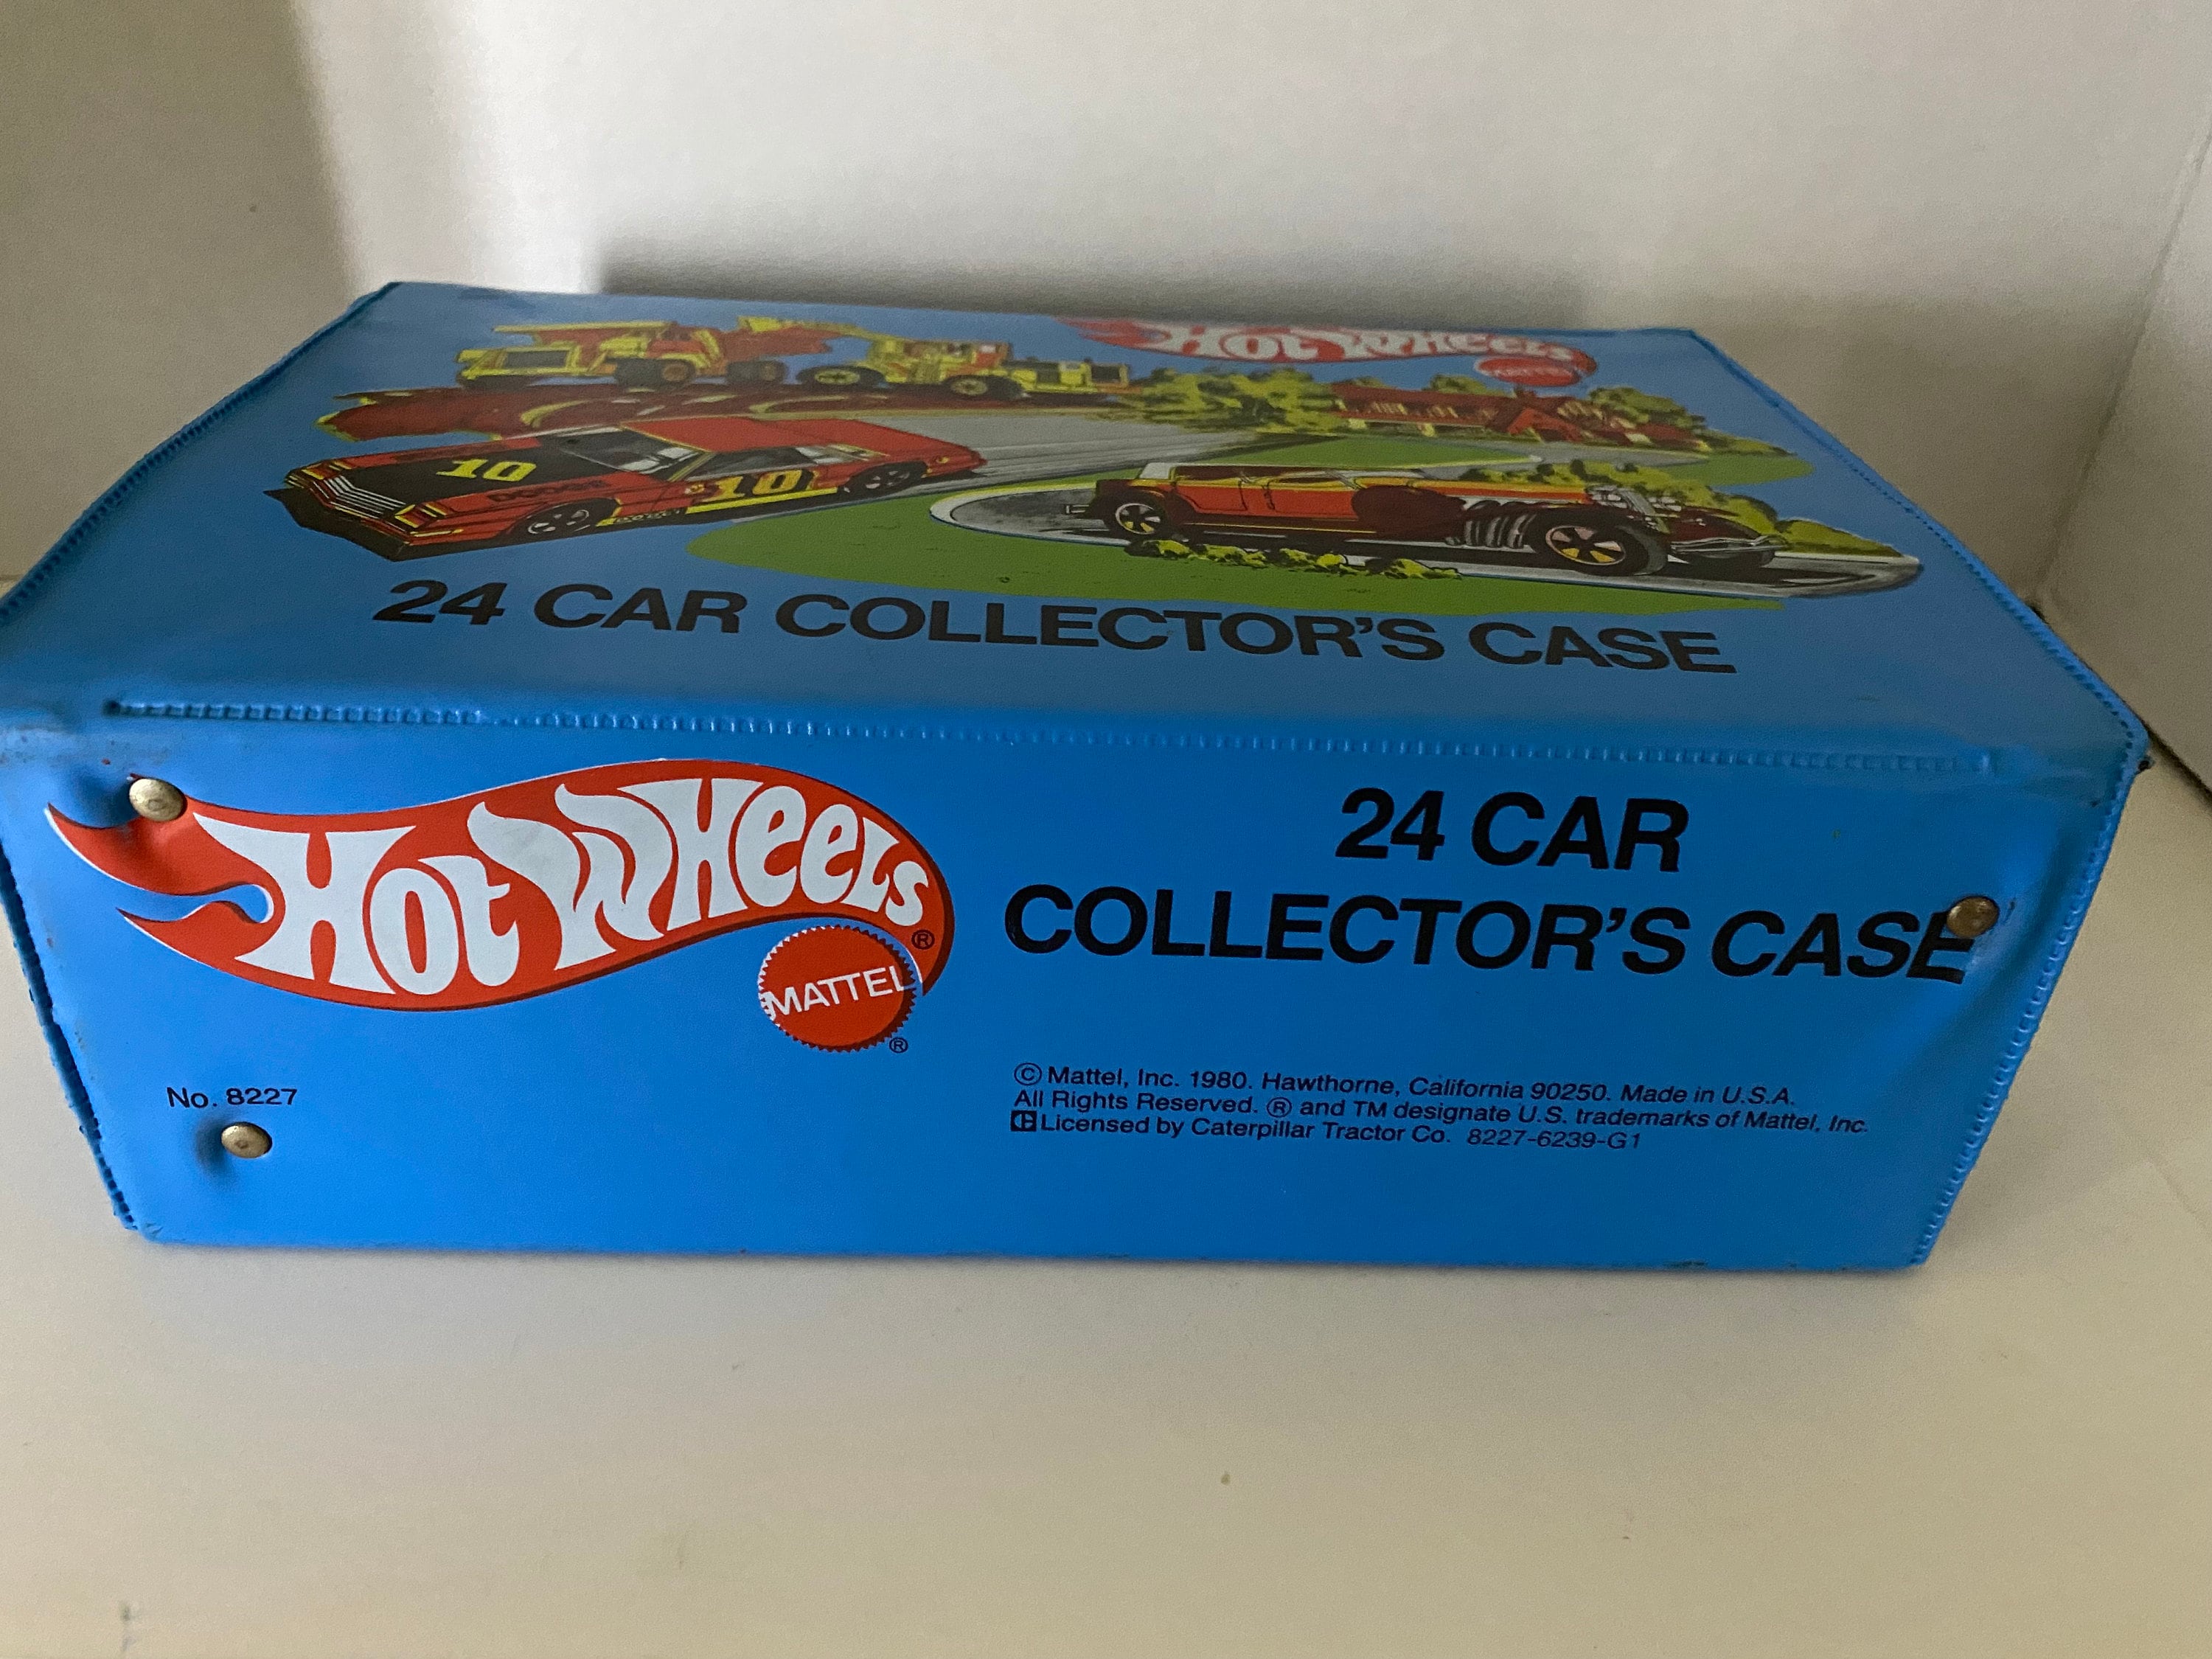 HOT WHEELS
MATTEL
10
DODGE
10
24 CAR COLLECTOR'S CASE
HOT WHEELS®
MATTEL®
24 CAR
COLLECTOR'S CASE
No. 8227
© Mattel, Inc. 1980. Hawthorne, California 90250. Made in U.S.A.
All Rights Reserved. ® and TM designate U.S. trademarks of Mattel, Inc.
Licensed by Caterpillar Tractor Co. 8227-6239-G1